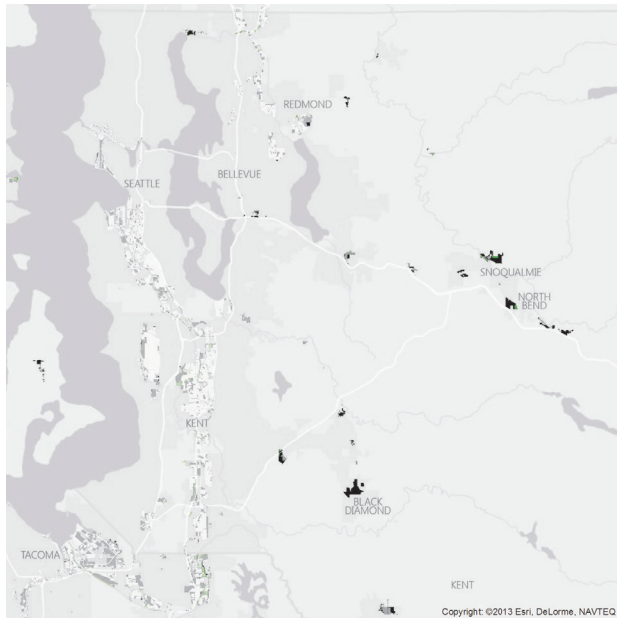 REDMOND
SEATTLE
BELLEVUE
SNOQUALMIE
NORTH
BEND
KENT
BLACK
DIAMOND
TACOMA
KENT
Copyright: ©2013 Esri, DeLorme, NAVTEQ